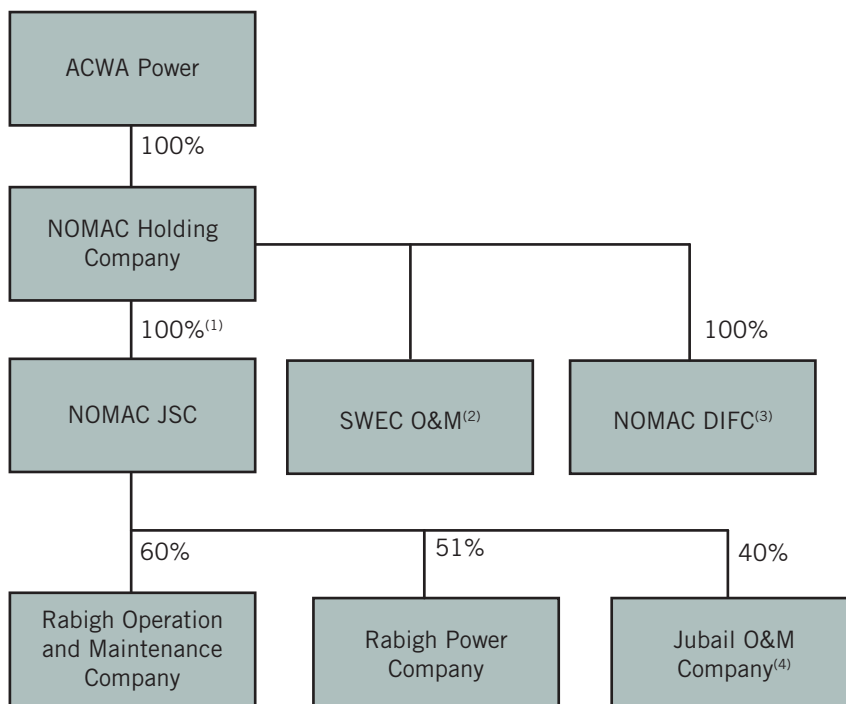 ACWA Power
100%
NOMAC Holding
Company
100%(1)
100%
NOMAC JSC
SWEC O&M(2)
NOMAC DIFC(3)
60%
51%
40%
Rabigh Operation
and Maintenance
Company
Rabigh Power
Company
Jubail O&M
Company(4)